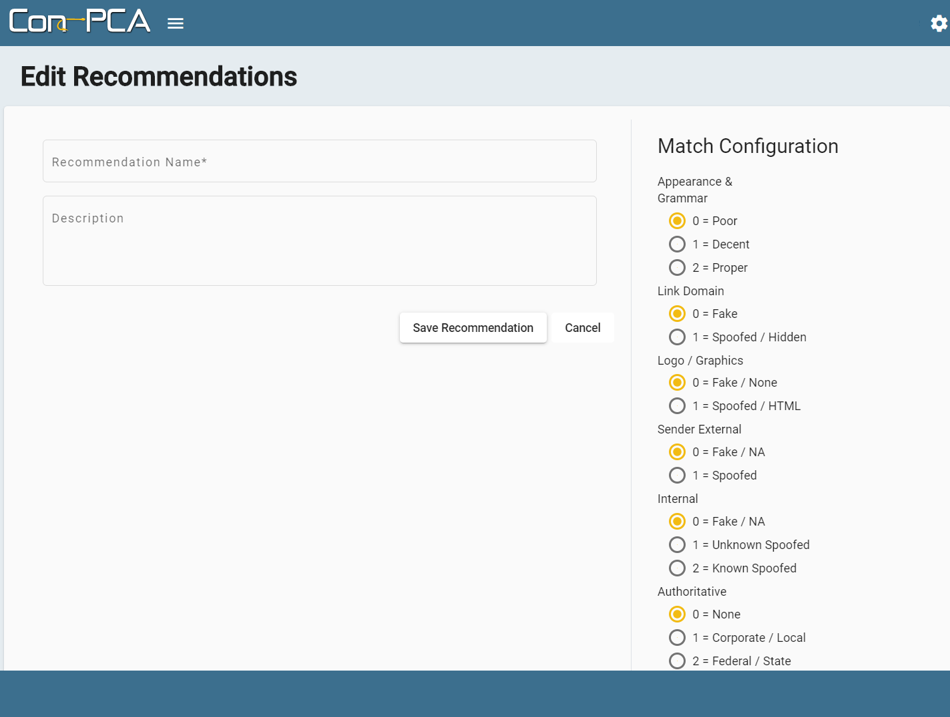 Con-PCA
Edit Recommendations
Recommendation Name*
Description
Save Recommendation
Cancel
Match Configuration
Appearance &
Grammar
0 = Poor
1 = Decent
2 = Proper
Link Domain
0 = Fake
1 = Spoofed / Hidden
Logo / Graphics
0 = Fake / None
1 = Spoofed / HTML
Sender External
0 = Fake / NA
1 = Spoofed
Internal
0 = Fake / NA
1 = Unknown Spoofed
2 = Known Spoofed
Authoritative
0 = None
1 = Corporate / Local
2 = Federal / State